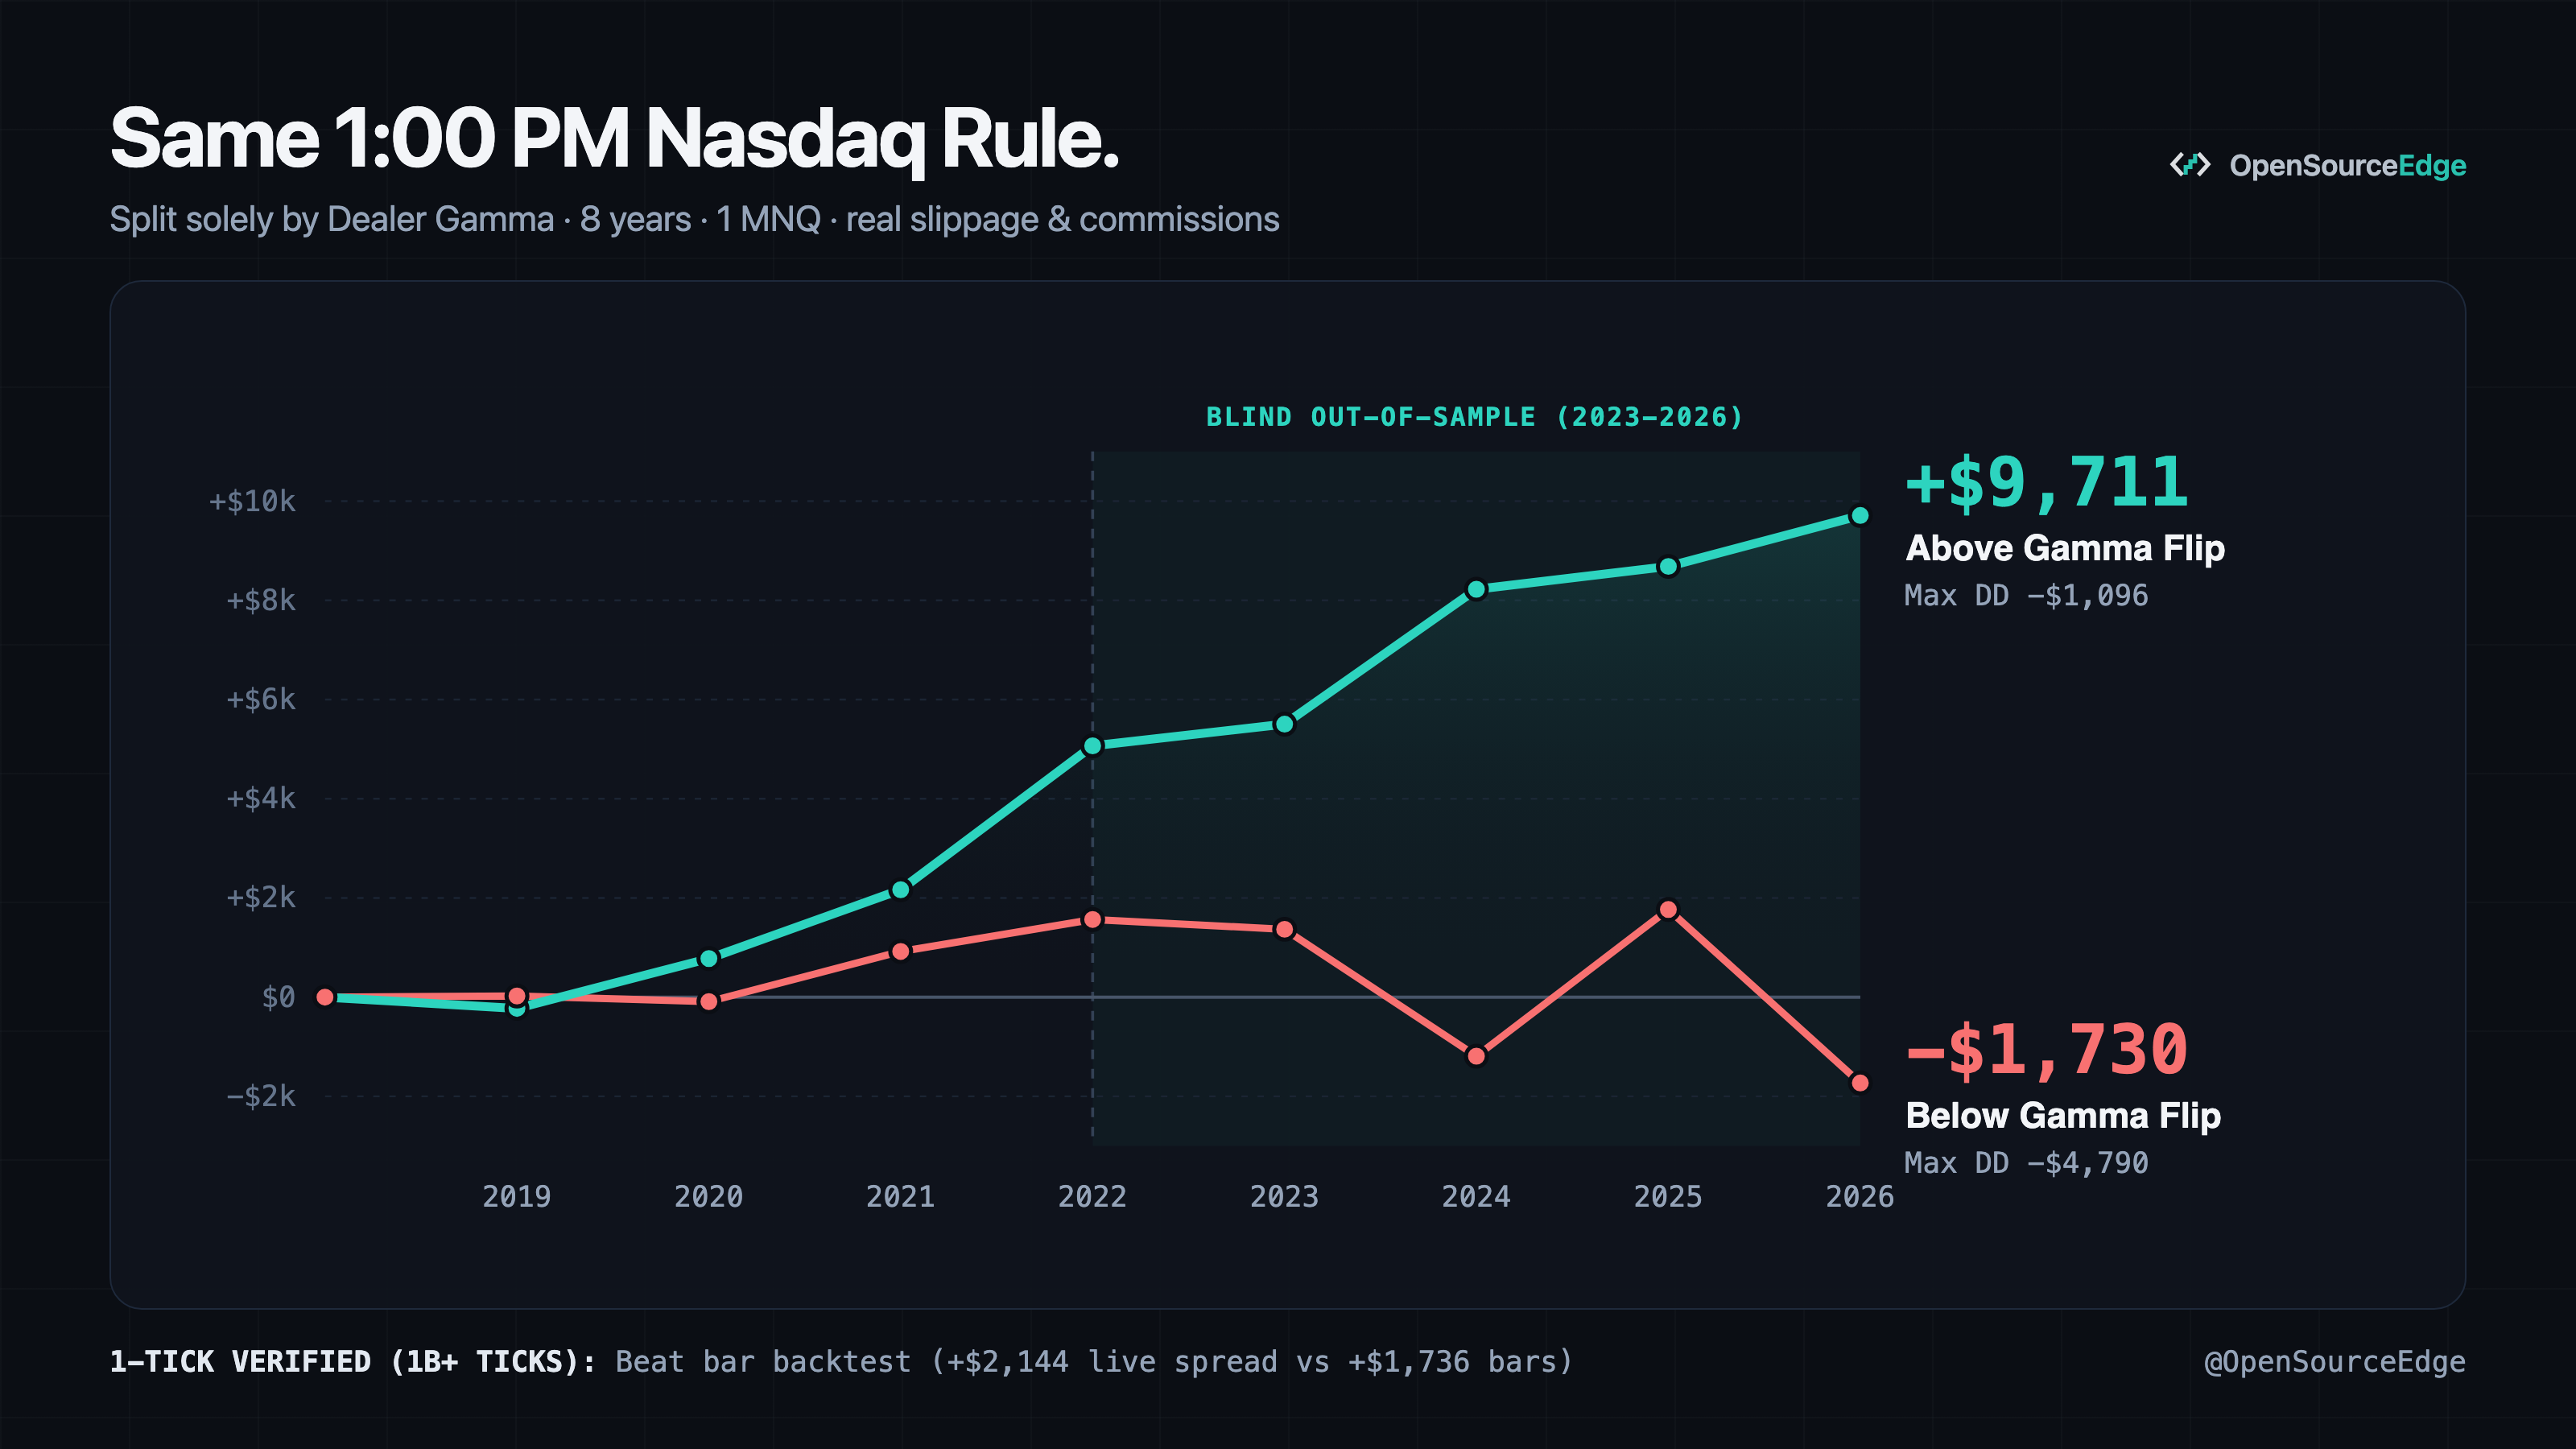 Same 1:00 PM Nasdaq Rule.
OpenSourceEdge
Split solely by Dealer Gamma · 8 years · 1 MNQ · real slippage & commissions
BLIND OUT–OF–SAMPLE (2023–2026)
+$10k
+$8k
+$6k
+$4k
+$2k
$0
−$2k
+$9,711
Above Gamma Flip
Max DD −$1,096
−$1,730
Below Gamma Flip
Max DD −$4,790
2019
2020
2021
2022
2023
2024
2025
2026
1–TICK VERIFIED (1B+ TICKS): Beat bar backtest (+$2,144 live spread vs +$1,736 bars)
@OpenSourceEdge